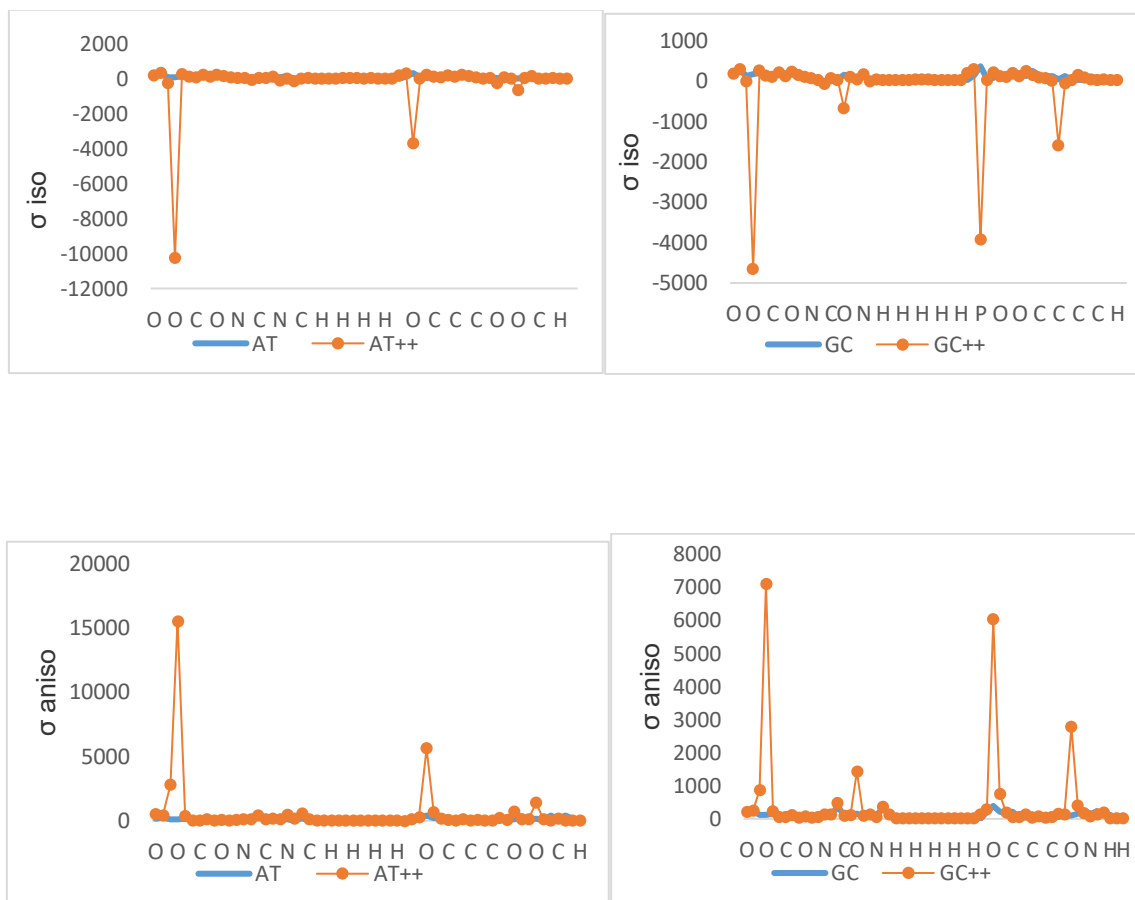 2000
0
-2000
-4000
-6000
-8000
-10000
-12000
σ iso
O O C O N C N C H H H H O C C C O O C H
AT AT++
1000
0
-1000
-2000
-3000
-4000
-5000
σ iso
O O C O N CO N H H H H H P O O C C C C H
GC GC++
20000
15000
10000
5000
0
σ aniso
O O C O N C N C H H H H O C C C O O C H
AT AT++
8000
7000
6000
5000
4000
3000
2000
1000
0
σ aniso
O O C O N CO N H H H H H O C C C O N HH
GC GC++